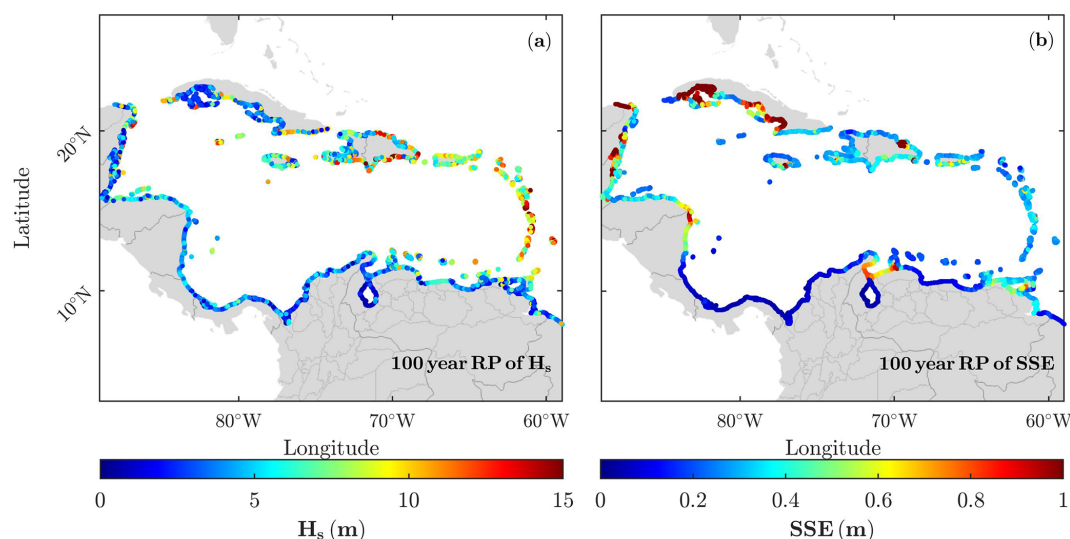 (a)
(b)
Latitude
20°N
10°N
100 year RP of Hₛ
100 year RP of SSE
80°W 70°W 60°W
80°W 70°W 60°W
Longitude
Longitude
0 5 10 15
0 0.2 0.4 0.6 0.8 1
Hₛ (m)
SSE (m)